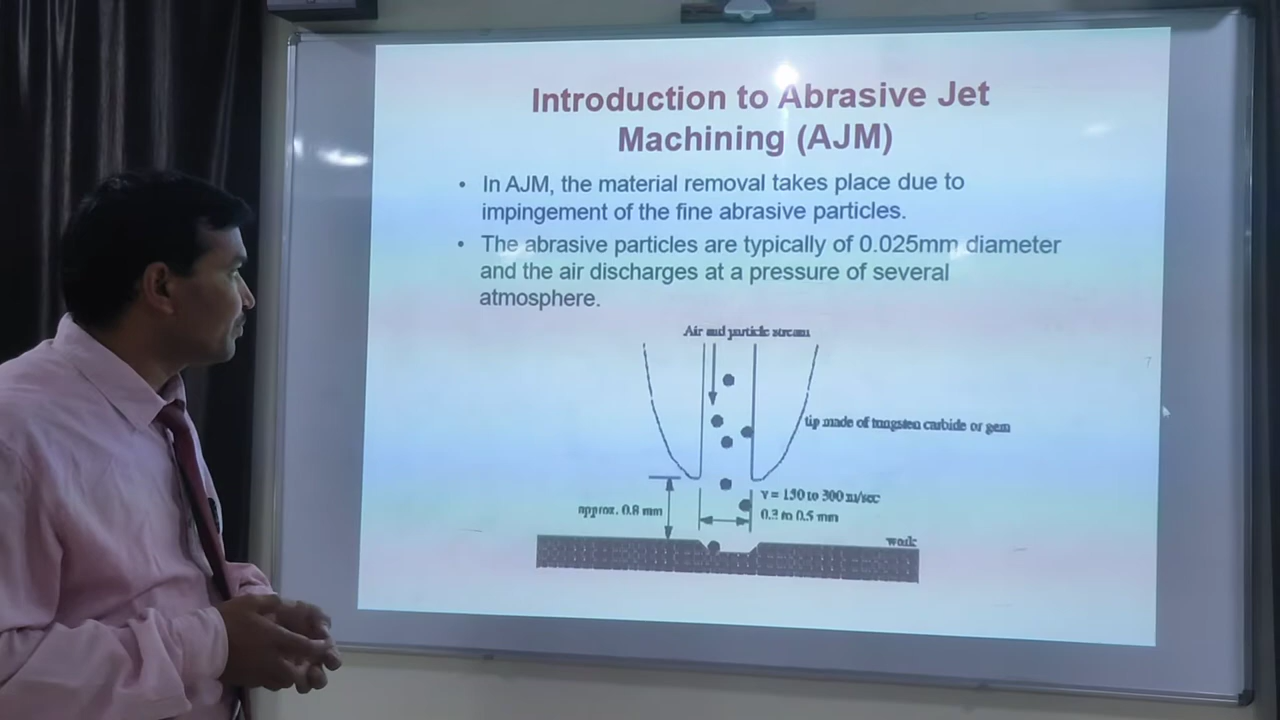 Introduction to Abrasive Jet
Machining (AJM)
• In AJM, the material removal takes place due to
impingement of the fine abrasive particles.
• The abrasive particles are typically of 0.025mm diameter
and the air discharges at a pressure of several
atmosphere.
Air and particle stream
tip made of tungsten carbide or gem
v = 150 to 300 m/sec
approx. 0.8 mm
0.3 to 0.5 mm
work